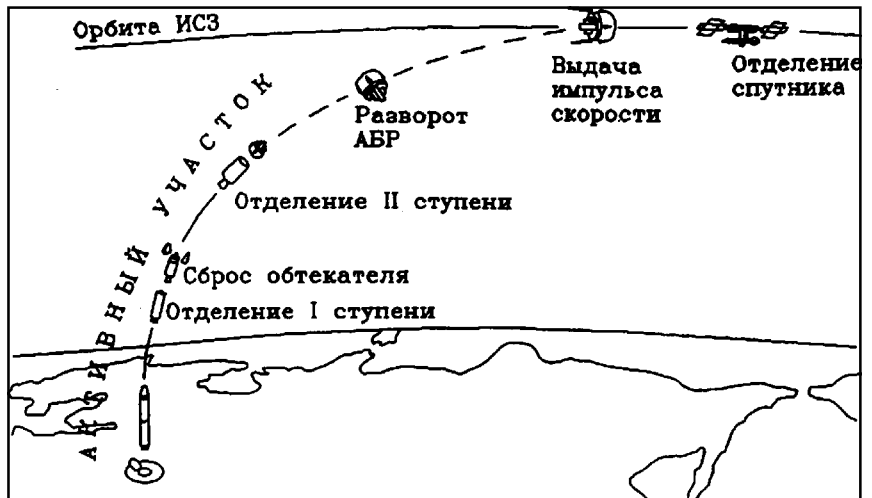 Орбита ИСЗ
Выдача
импульса
скорости
Отделение
спутника
Разворот
АБР
Отделение II ступени
Сброс обтекателя
Отделение I ступени
АКТИВНЫЙ УЧАСТОК